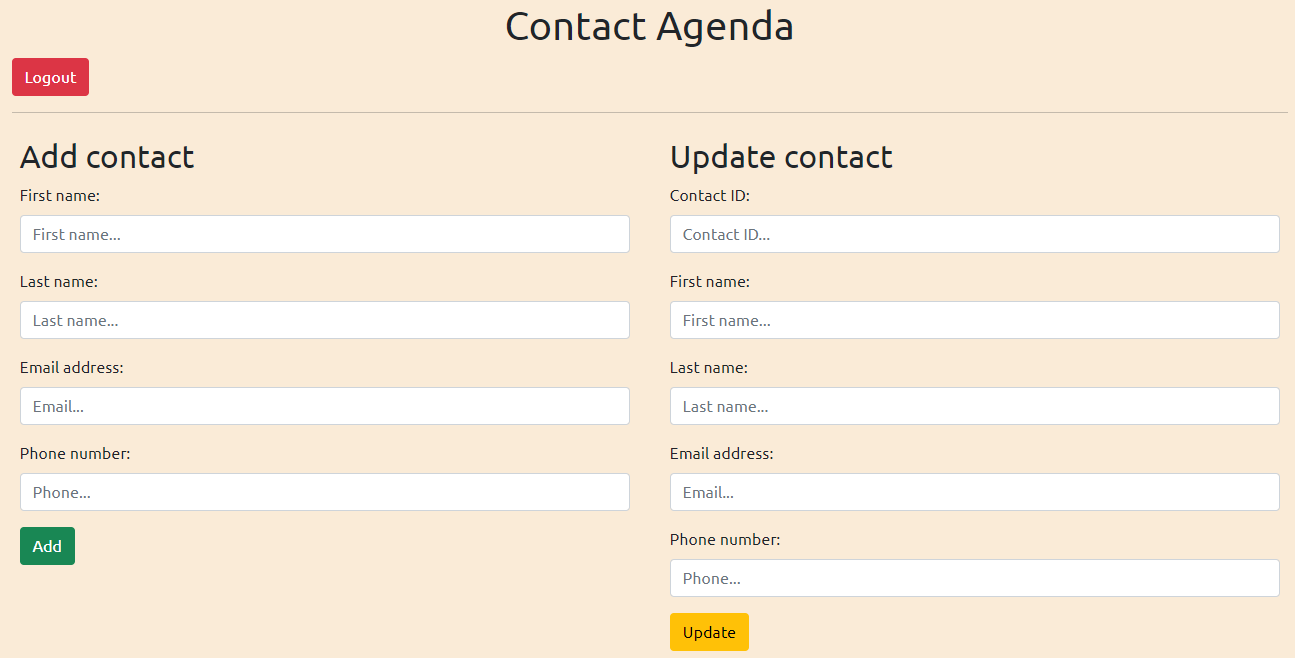 Contact Agenda
Logout
Add contact
First name:
First name...
Last name:
Last name...
Email address:
Email...
Phone number:
Phone...
Add
Update contact
Contact ID:
Contact ID...
First name:
First name...
Last name:
Last name...
Email address:
Email...
Phone number:
Phone...
Update